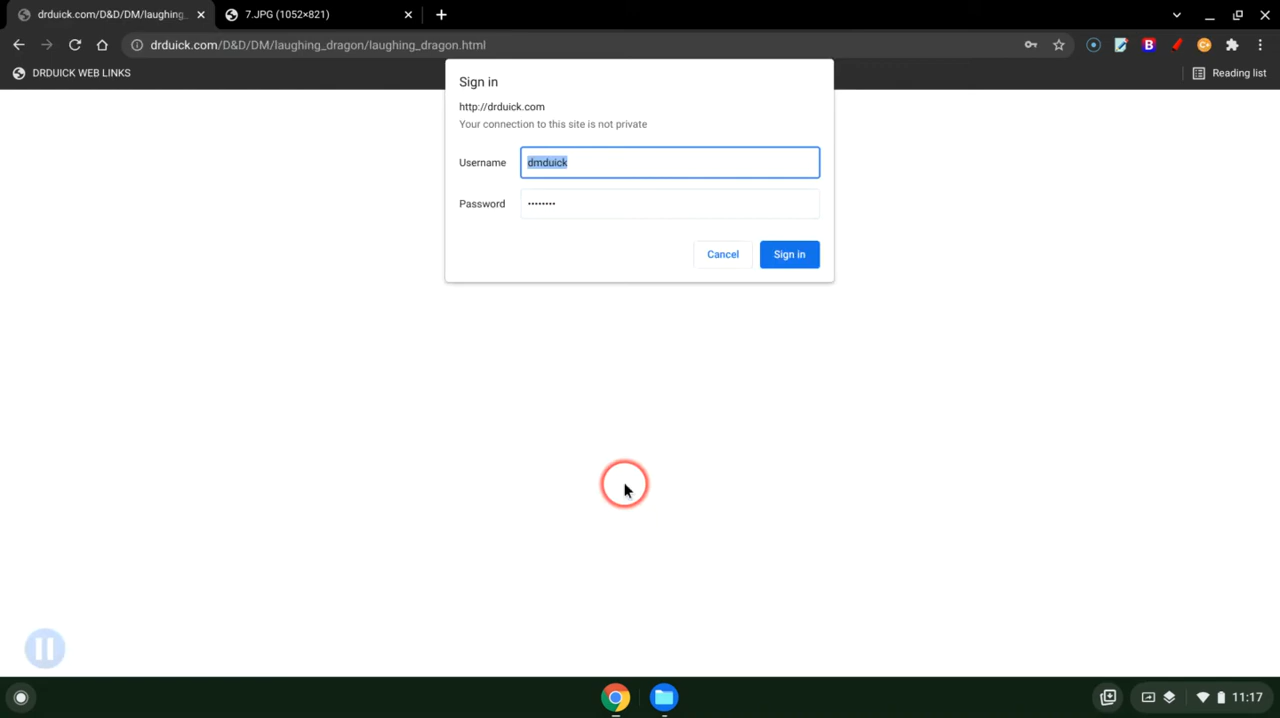 drduick.com/D&D/DM/laughing_
7.JPG (1052×821)
drduick.com/D&D/DM/laughing_dragon/laughing_dragon.html
B
DRDUICK WEB LINKS
Reading list
Sign in
http://drduick.com
Your connection to this site is not private
Username
dmduick
Password
••••••••
Cancel
Sign in
11:17